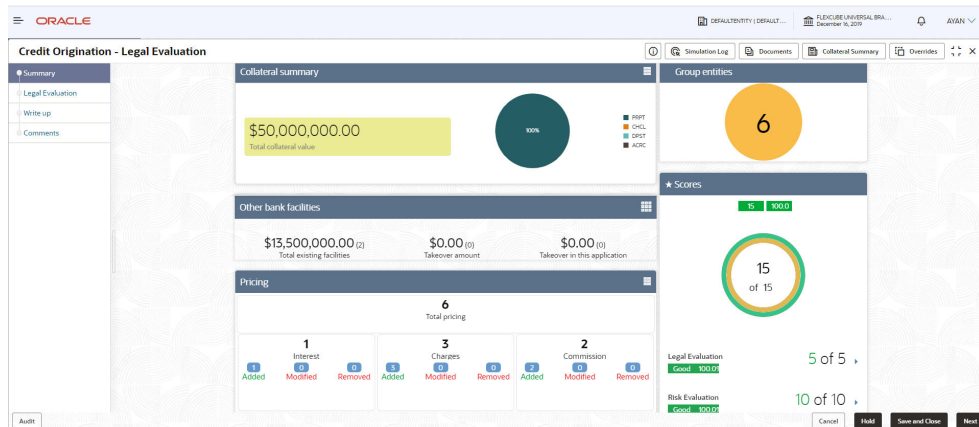 ORACLE
DEFAULTENTITY ( DEFAULT....
FLEXCUBE UNIVERSAL BRA...
December 16, 2019
AYAN
Credit Origination - Legal Evaluation
Simulation Log
Documents
Collateral Summary
Overrides
Summary
Legal Evaluation
Write up
Comments
Collateral summary
$50,000,000.00
Total collateral value
100%
PRPT
CHCL
DPST
ACRC
Group entities
6
Other bank facilities
$13,500,000.00 (2)
Total existing facilities
$0.00 (0)
Takeover amount
$0.00 (0)
Takeover in this application
Scores
15 100.0
15
of 15
Legal Evaluation
Good 100.0%
5 of 5
Risk Evaluation
Good 100.0%
10 of 10
Pricing
6
Total pricing
1
Interest
1 0 0
Added Modified Removed
3
Charges
3 0 0
Added Modified Removed
2
Commission
2 0 0
Added Modified Removed
Audit
Cancel
Hold
Save and Close
Next